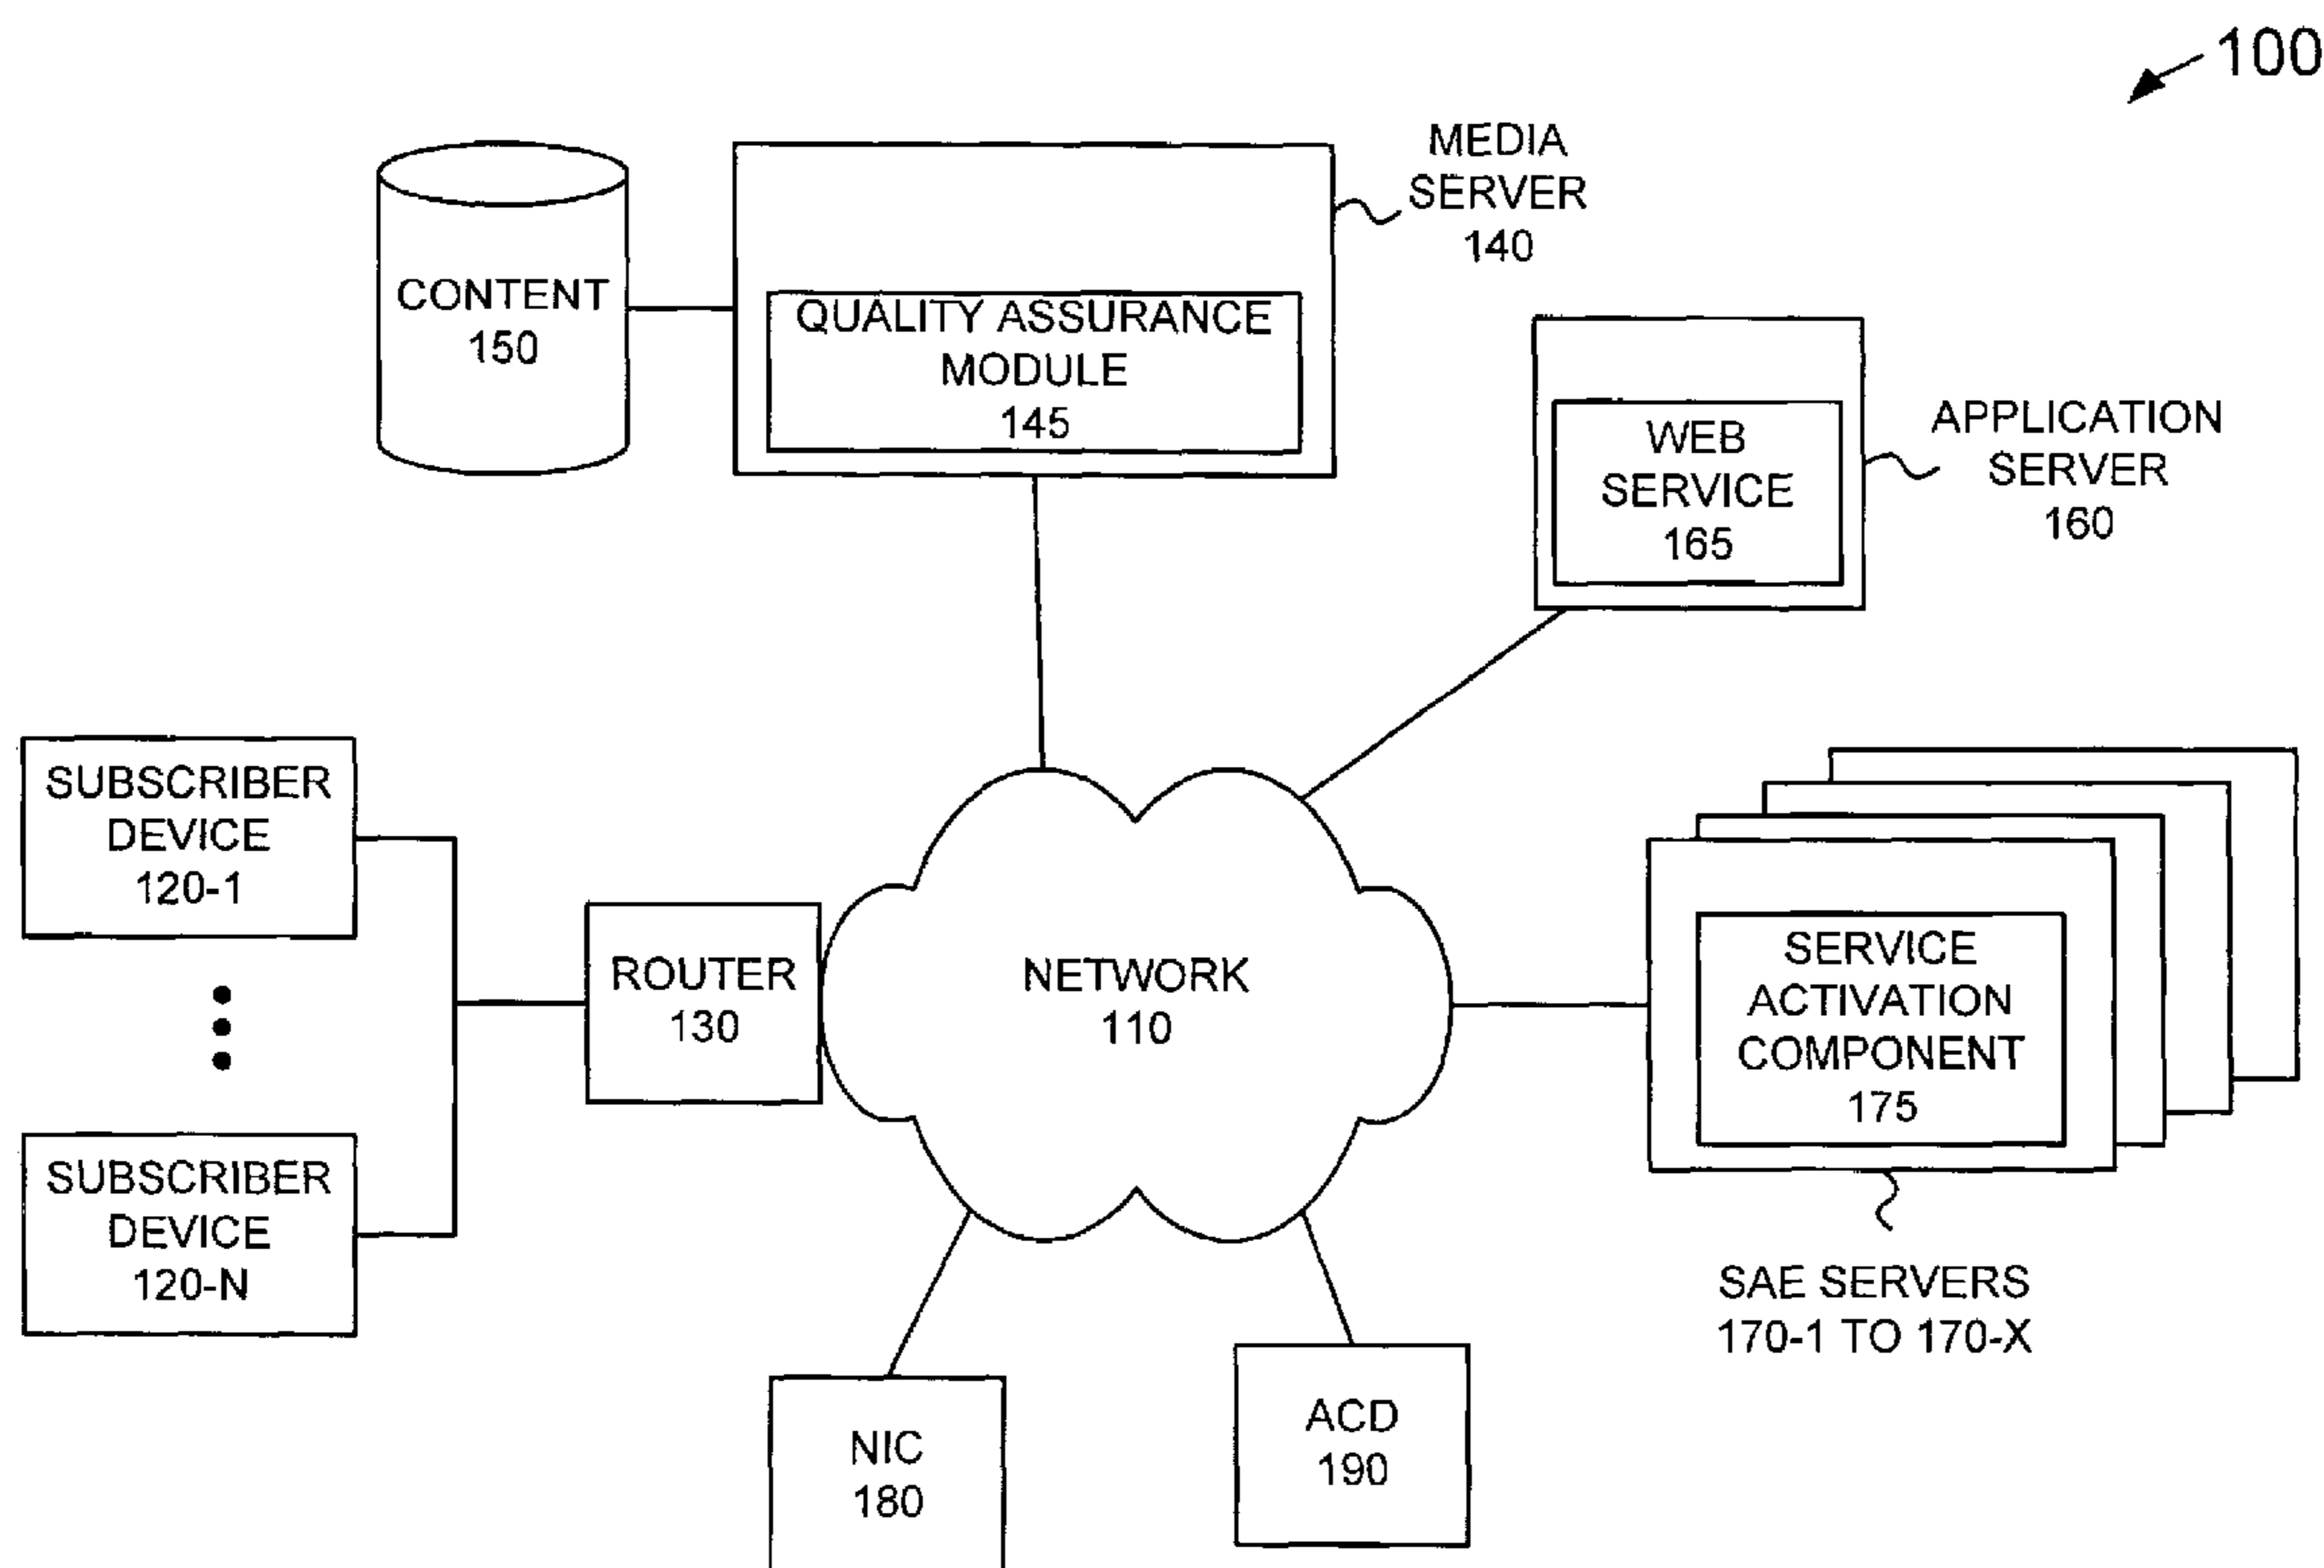 100
MEDIA
SERVER
140
CONTENT
150
QUALITY ASSURANCE
MODULE
145
WEB
SERVICE
165
APPLICATION
SERVER
160
SUBSCRIBER
DEVICE
120-1
ROUTER
130
NETWORK
110
SERVICE
ACTIVATION
COMPONENT
175
SUBSCRIBER
DEVICE
120-N
SAE SERVERS
170-1 TO 170-X
NIC
180
ACD
190